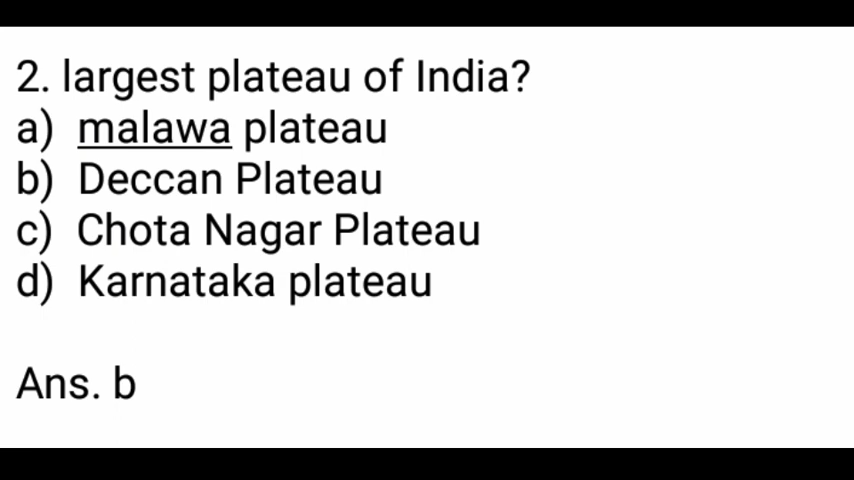 2. largest plateau of India?
a) malawa plateau
b) Deccan Plateau
c) Chota Nagar Plateau
d) Karnataka plateau
Ans. b